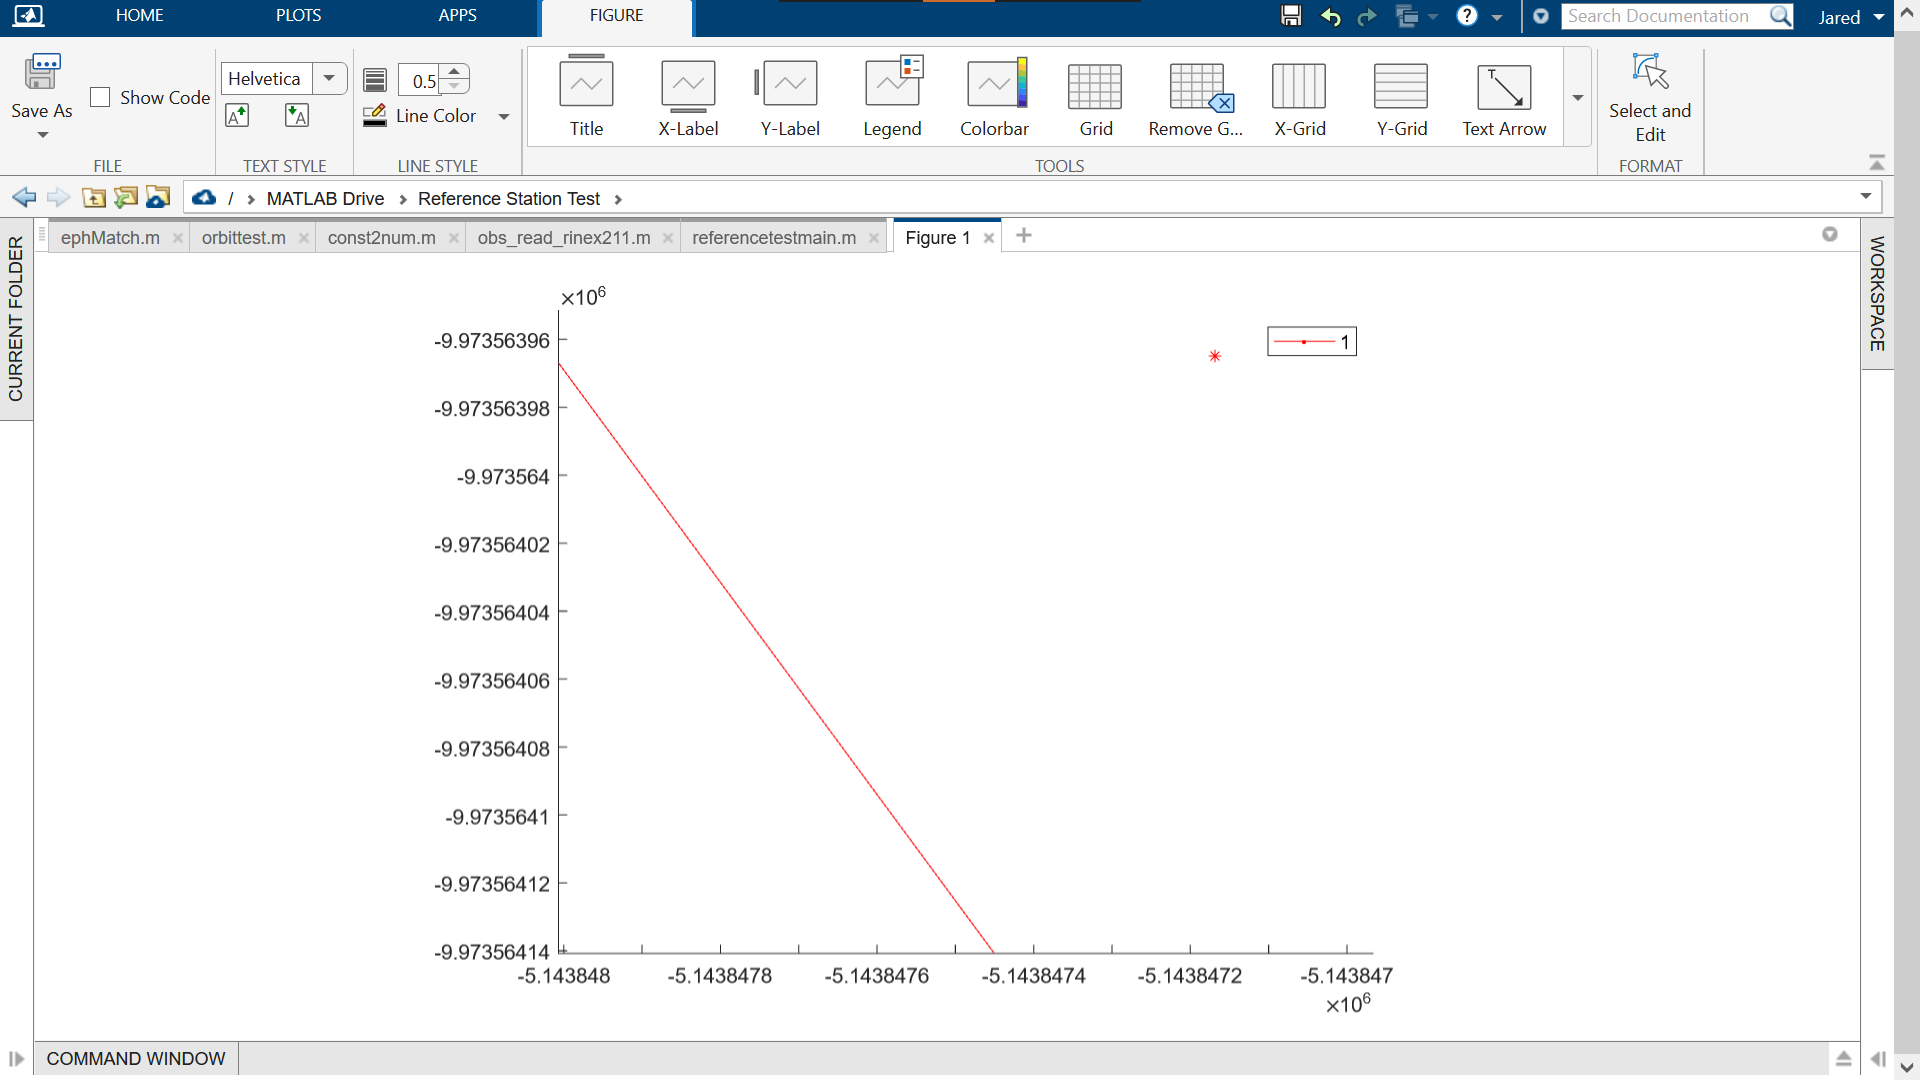 HOME PLOTS APPS FIGURE Search Documentation Jared
Save As
Show Code
Helvetica
0.5
Line Color
Title X-Label Y-Label Legend Colorbar Grid Remove G... X-Grid Y-Grid Text Arrow
Select and
Edit
FILE TEXT STYLE LINE STYLE TOOLS FORMAT
/ > MATLAB Drive > Reference Station Test >
CURRENT FOLDER
ephMatch.m × orbittest.m × const2num.m × obs_read_rinex211.m × referencetestmain.m × Figure 1 × +
WORKSPACE
×10^6
-9.97356396
-9.97356398
-9.973564
-9.97356402
-9.97356404
-9.97356406
-9.97356408
-9.9735641
-9.97356412
-9.97356414
1
-5.143848 -5.1438478 -5.1438476 -5.1438474 -5.1438472 -5.143847
×10^6
COMMAND WINDOW